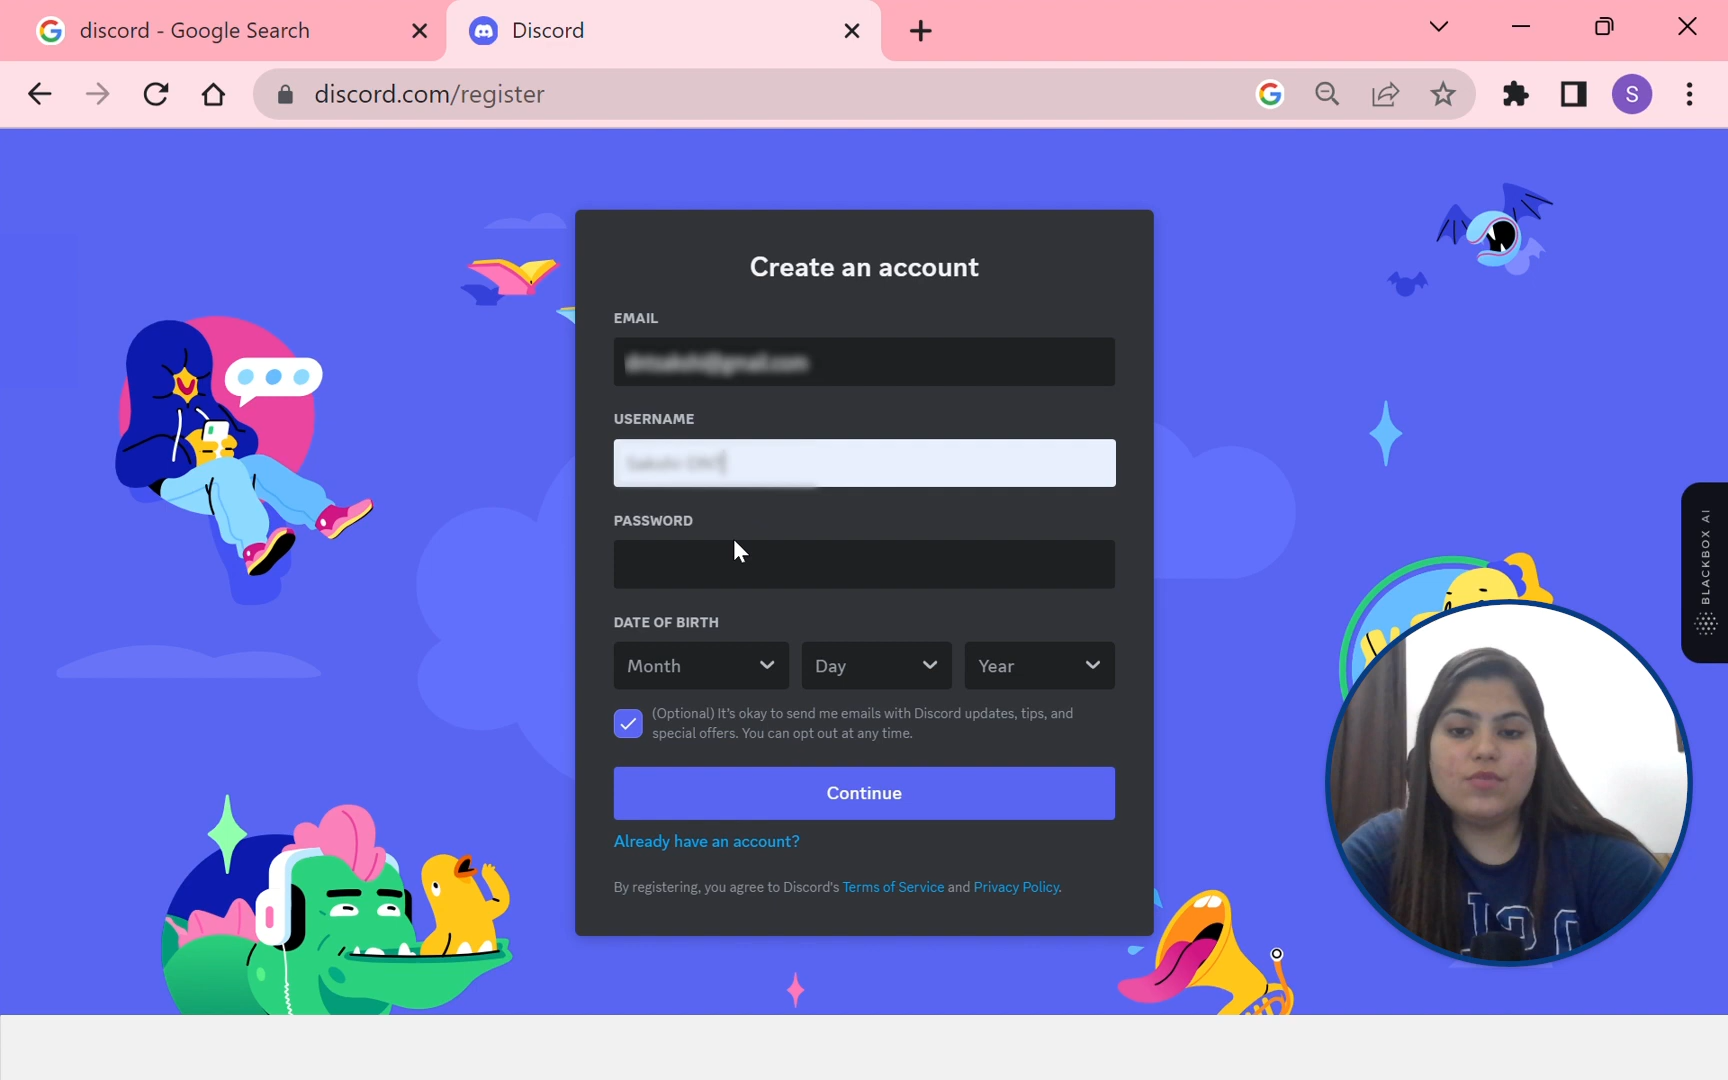 discord - Google Search
Discord
discord.com/register
S
Create an account
EMAIL
USERNAME
PASSWORD
DATE OF BIRTH
Month
Day
Year
(Optional) It's okay to send me emails with Discord updates, tips, and
special offers. You can opt out at any time.
Continue
Already have an account?
By registering, you agree to Discord's Terms of Service and Privacy Policy.
BLACKBOX AI